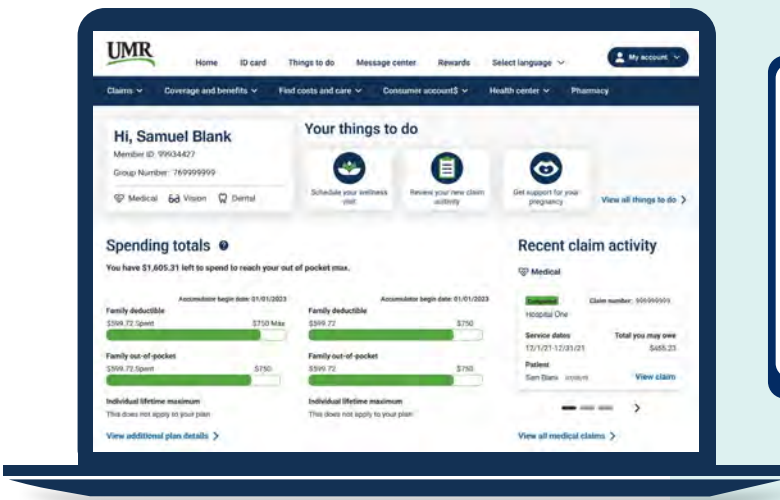 UMR
Home ID card Things to do Message center Rewards Select language My account
Claims Coverage and benefits Find costs and care Consumer account$ Health center Pharmacy
Hi, Samuel Blank
Member ID: 99934427
Group Number: 769999999
Medical Vision Dental
Your things to do
Schedule your wellness
visit
Review your new claim
activity
Get support for your
pregnancy
View all things to do
Spending totals
You have $1,605.31 left to spend to reach your out of pocket max.
Accumulator begin date: 01/01/2023
Family deductible
$599.72 Spent $750 Max
Family out-of-pocket
$599.72 Spent $750
Individual lifetime maximum
This does not apply to your plan
Accumulator begin date: 01/01/2023
Family deductible
$599.72 $750
Family out-of-pocket
$599.72 $750
Individual lifetime maximum
This does not apply to your plan
View additional plan details
Recent claim activity
Medical
Completed Claim number: 999999999
Hospital One
Service dates Total you may owe
12/1/21-12/31/21
Patient
Sam Blank View claim
View all medical claims